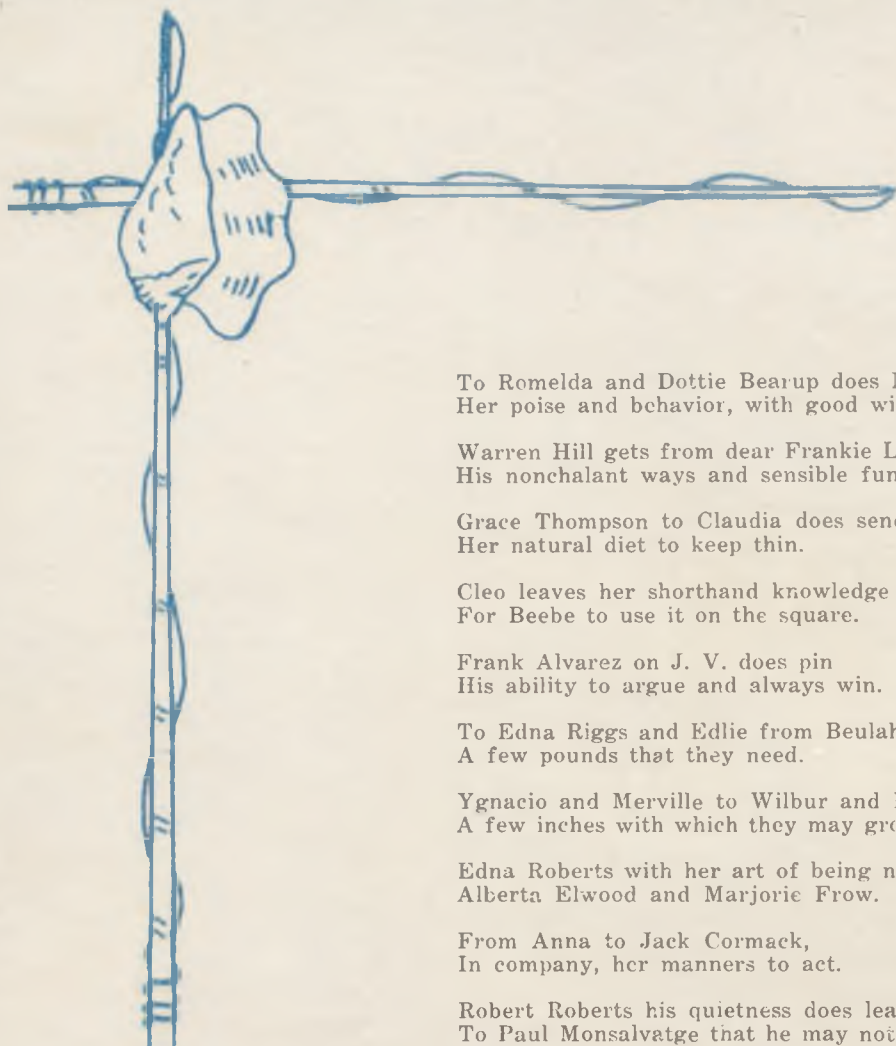 To Romelda and Dottie Bearup does
Her poise and behavior, with good
Warren Hill gets from dear Frankie
His nonchalant ways and sensible fun
Grace Thompson to Claudia does
Her natural diet to keep thin.
Cleo leaves her shorthand knowledge
For Beebe to use it on the square.
Frank Alvarez on J. V. does pin
His ability to argue and always win.
To Edna Riggs and Edlie from Beulah
A few pounds that they need.
Ygnacio and Merville to Wilbur and
A few inches with which they may
Edna Roberts with her art of being
Alberta Elwood and Marjorie Frow.
From Anna to Jack Cormack,
In company, her manners to act.
Robert Roberts his quietness does
To Paul Monsalvatge that he may